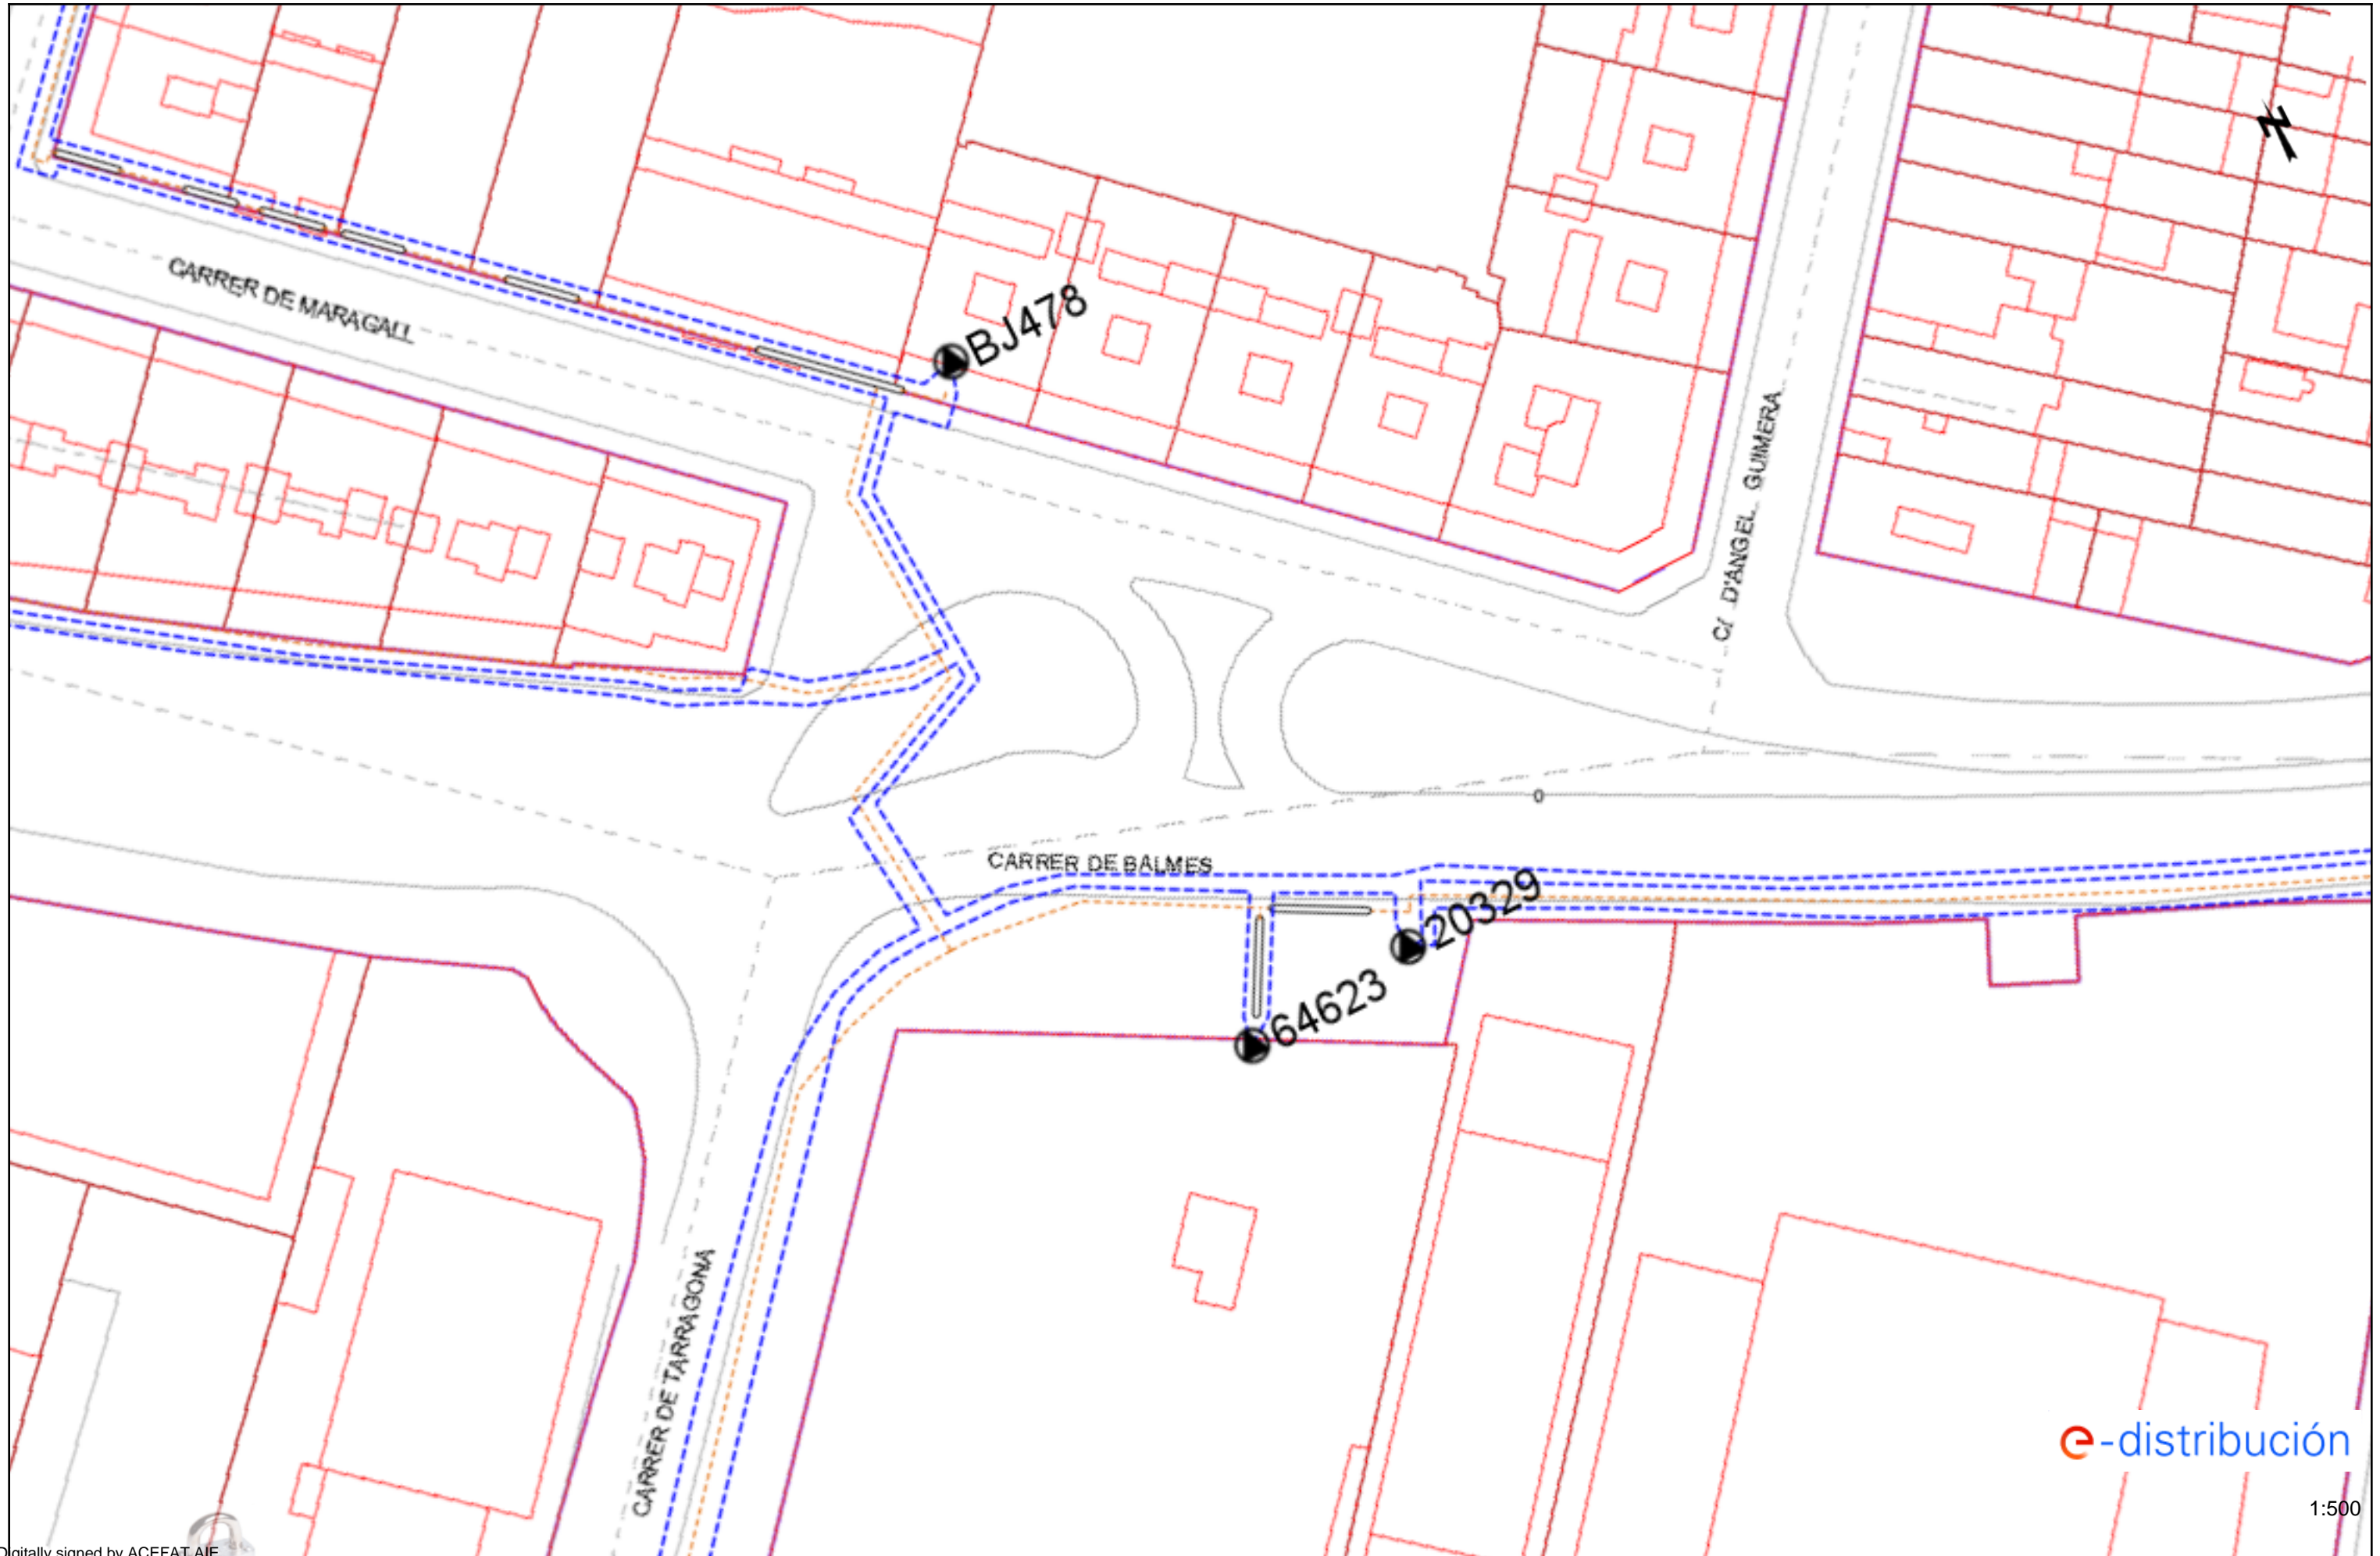 CARRER DE MARAGALL
BJ478
C/ D'ANGEL GUIMERA
CARRER DE BALMES
20329
64623
CARRER DE TARRAGONA
e-distribución
1:500
Digitally signed by ACEFAT AIE